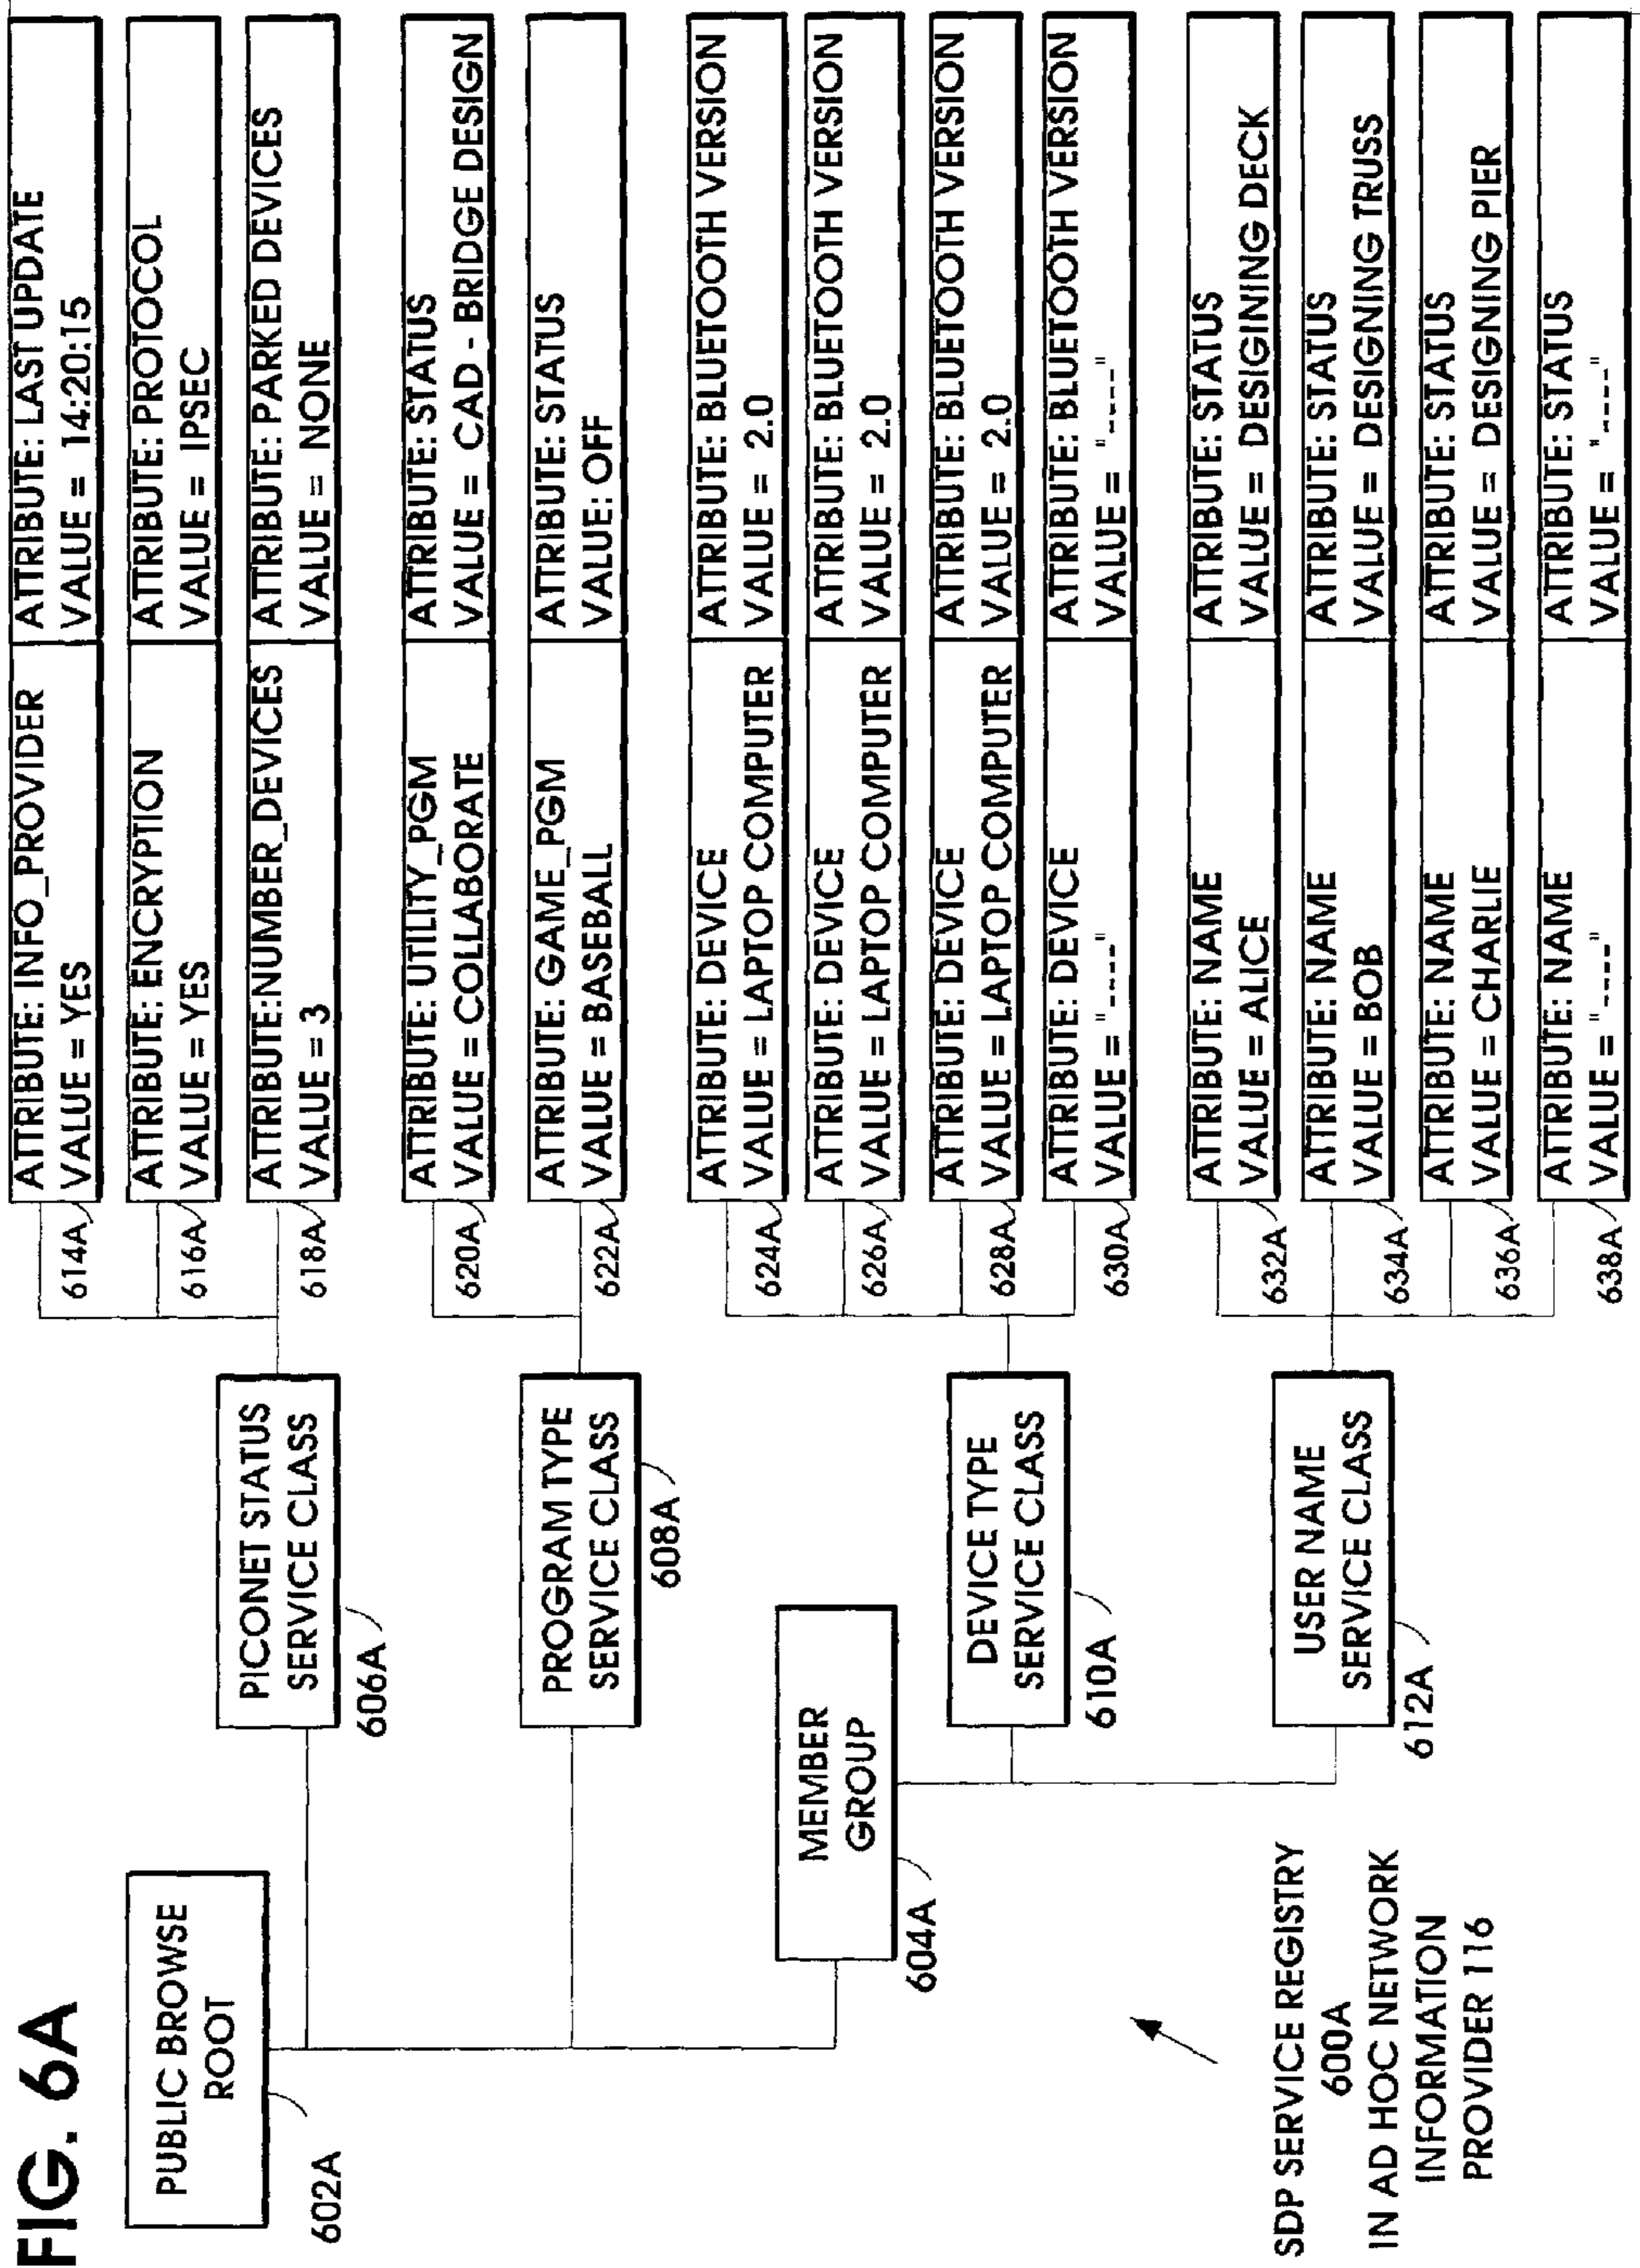 FIG. 6A
PUBLIC BROWSE
ROOT
602A
MEMBER
GROUP
604A
SDP SERVICE REGISTRY
600A
IN AD HOC NETWORK
INFORMATION
PROVIDER 116
PICONET STATUS
SERVICE CLASS
606A
PROGRAM TYPE
SERVICE CLASS
608A
DEVICE TYPE
SERVICE CLASS
610A
USER NAME
SERVICE CLASS
612A
614A
ATTRIBUTE: INFO_PROVIDER
VALUE = YES
ATTRIBUTE: LAST UPDATE
VALUE = 14:20:15
616A
ATTRIBUTE: ENCRYPTION
VALUE = YES
ATTRIBUTE: PROTOCOL
VALUE = IPSEC
618A
ATTRIBUTE:NUMBER_DEVICES
VALUE = 3
ATTRIBUTE: PARKED DEVICES
VALUE = NONE
620A
ATTRIBUTE: UTILITY_PGM
VALUE = COLLABORATE
ATTRIBUTE: STATUS
VALUE = CAD - BRIDGE DESIGN
622A
ATTRIBUTE: GAME_PGM
VALUE = BASEBALL
ATTRIBUTE: STATUS
VALUE: OFF
624A
ATTRIBUTE: DEVICE
VALUE = LAPTOP COMPUTER
ATTRIBUTE: BLUETOOTH VERSION
VALUE = 2.0
626A
ATTRIBUTE: DEVICE
VALUE = LAPTOP COMPUTER
ATTRIBUTE: BLUETOOTH VERSION
VALUE = 2.0
628A
ATTRIBUTE: DEVICE
VALUE = LAPTOP COMPUTER
ATTRIBUTE: BLUETOOTH VERSION
VALUE = 2.0
630A
ATTRIBUTE: DEVICE
VALUE = "----"
ATTRIBUTE: BLUETOOTH VERSION
VALUE = "----"
632A
ATTRIBUTE: NAME
VALUE = ALICE
ATTRIBUTE: STATUS
VALUE = DESIGINING DECK
634A
ATTRIBUTE: NAME
VALUE = BOB
ATTRIBUTE: STATUS
VALUE = DESIGNING TRUSS
636A
ATTRIBUTE: NAME
VALUE = CHARLIE
ATTRIBUTE: STATUS
VALUE = DESIGNING PIER
638A
ATTRIBUTE: NAME
VALUE = "----"
ATTRIBUTE: STATUS
VALUE = "----"